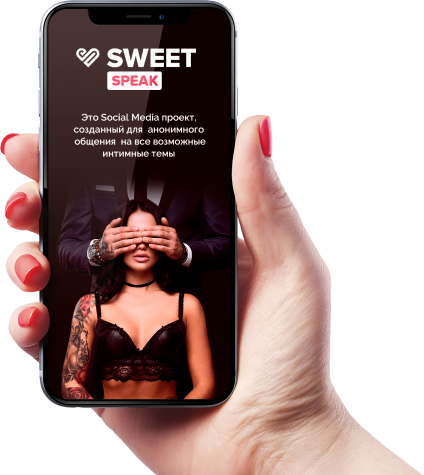 SWEET
SPEAK
Это Social Media проект,
созданный для анонимного
общения на все возможные
интимные темы